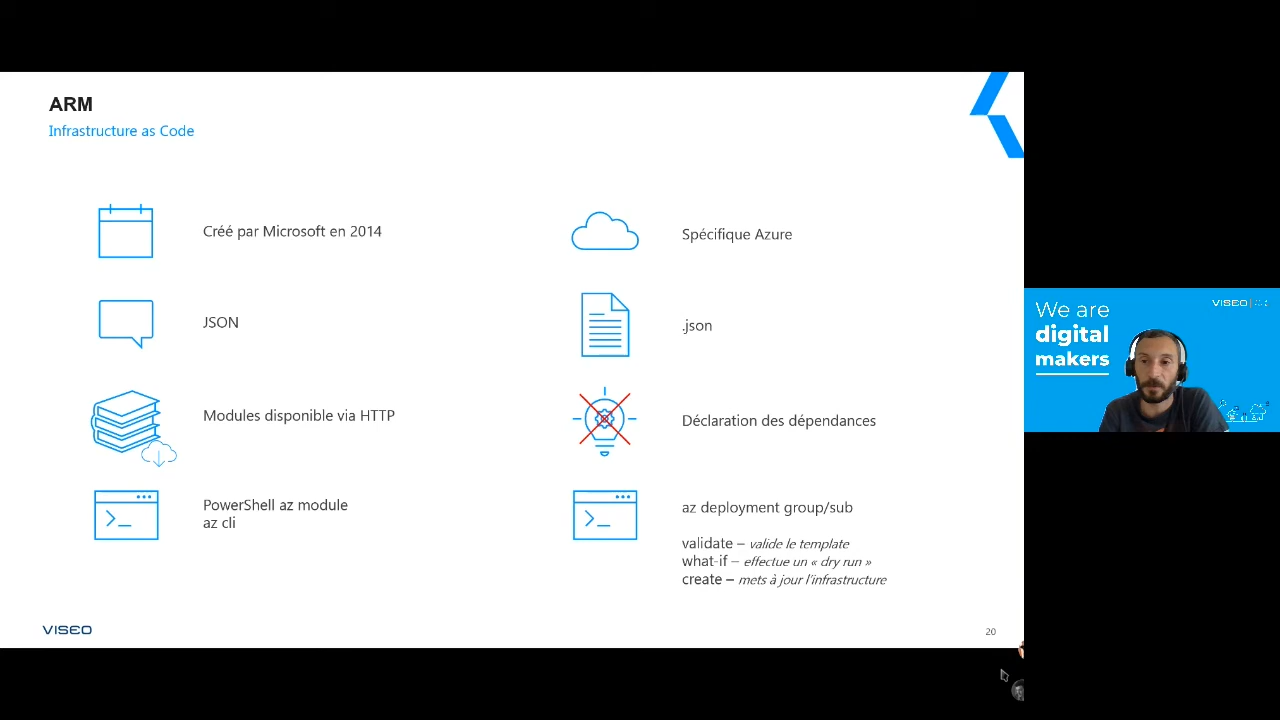 ARM
Infrastructure as Code
Créé par Microsoft en 2014
Spécifique Azure
JSON
.json
Modules disponible via HTTP
Déclaration des dépendances
PowerShell az module
az cli
az deployment group/sub
validate – valide le template
what-if – effectue un « dry run »
create – mets à jour l'infrastructure
VISEO
20
We are
digital
makers
VISEO